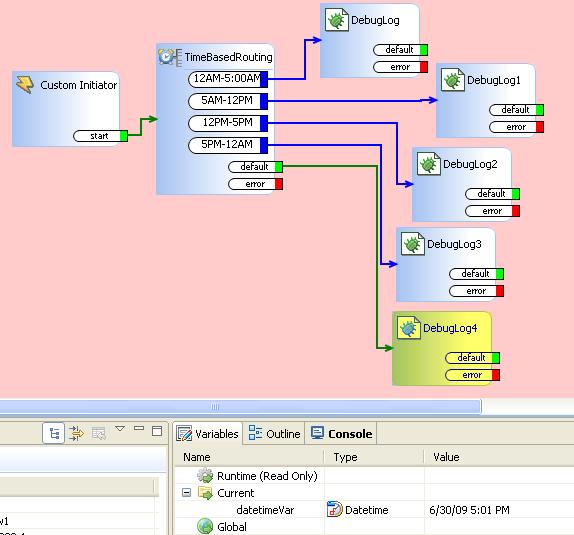 Custom Initiator
start
TimeBasedRouting
12AM-5:00AM
5AM-12PM
12PM-5PM
5PM-12AM
default
error
DebugLog
default
error
DebugLog1
default
error
DebugLog2
default
error
DebugLog3
default
error
DebugLog4
default
error
Variables Outline Console
Name Type Value
Runtime (Read Only)
Current
datetimeVar Datetime 6/30/09 5:01 PM
Global